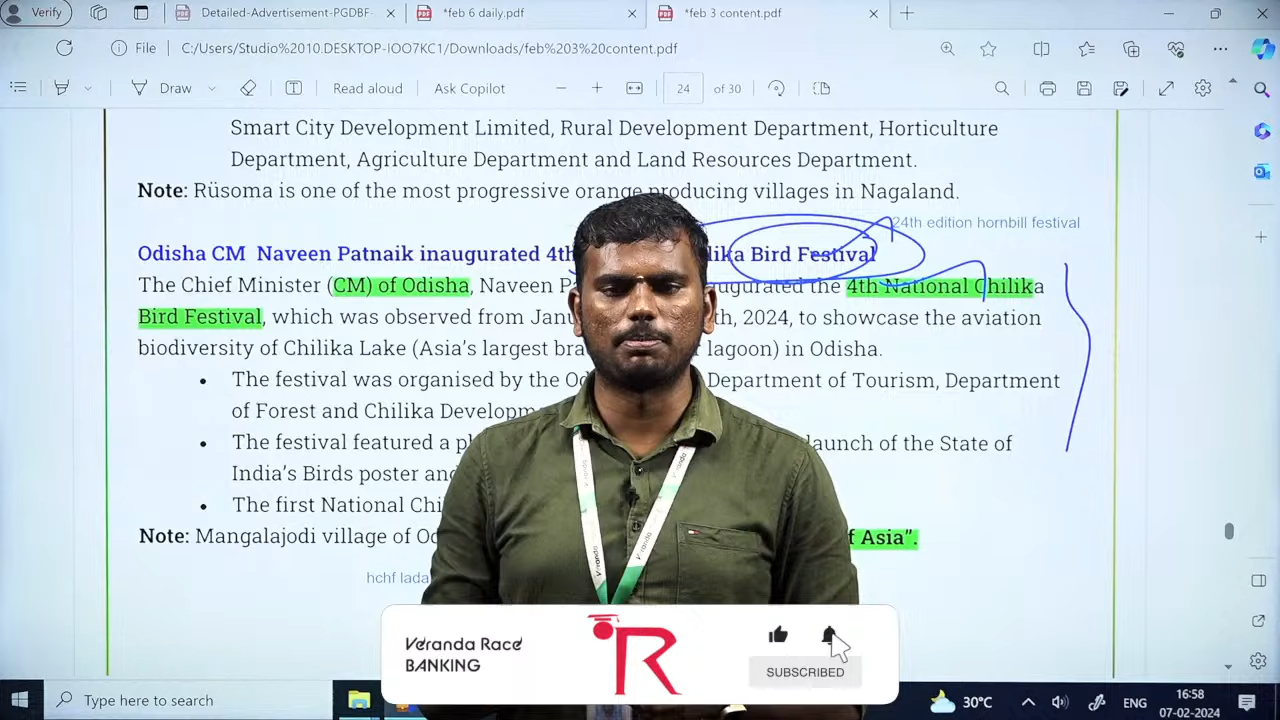 Verify
Detailed-Advertisement-PGDBF-
*feb 6 daily.pdf
*feb 3 content.pdf
File
C:/Users/Studio%2010.DESKTOP-IOO7KC1/Downloads/feb%203%20content.pdf
Draw
Read aloud
Ask Copilot
24
of 30
Smart City Development Limited, Rural Development Department, Horticulture
Department, Agriculture Department and Land Resources Department.
Note: Rüsoma is one of the most progressive orange producing villages in Nagaland.
24th edition hornbill festival
Odisha CM Naveen Patnaik inaugurated 4th lika Bird Festival
The Chief Minister (CM) of Odisha, Naveen P augurated the 4th National Chilika
Bird Festival, which was observed from Janu th, 2024, to showcase the aviation
biodiversity of Chilika Lake (Asia's largest bra r lagoon) in Odisha.
• The festival was organised by the Od Department of Tourism, Department
of Forest and Chilika Developm
• The festival featured a ph launch of the State of
India's Birds poster and
• The first National Chi
Note: Mangalajodi village of Od f Asia".
hchf lada
Veranda
Veranda Race
BANKING
R
SUBSCRIBED
Type here to search
30°C
ENG
16:58
07-02-2024